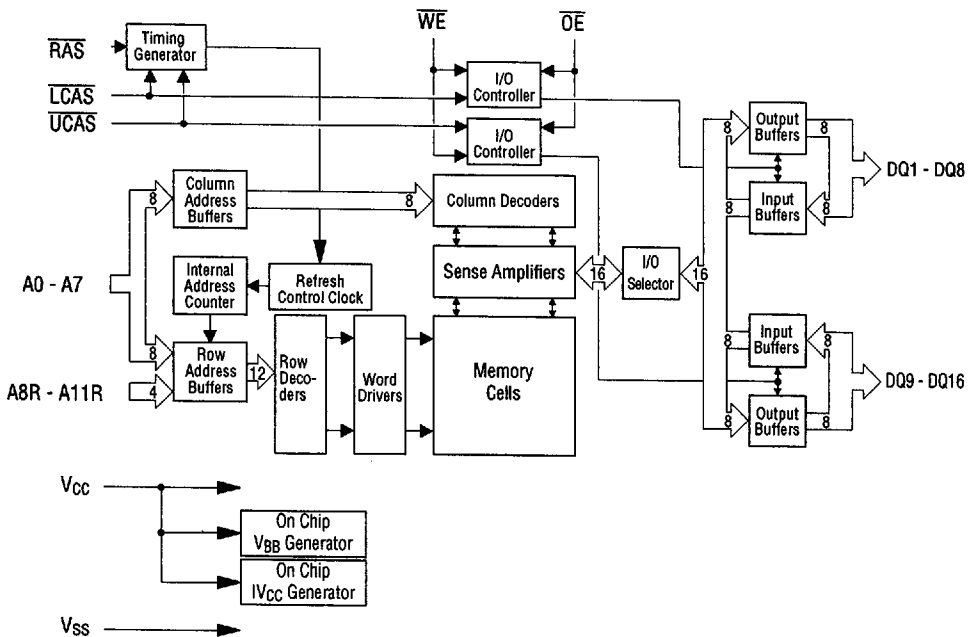 WE
OE
RAS
Timing
Generator
LCAS
UCAS
I/O
Controller
I/O
Controller
Column
Address
Buffers
8
8
Column Decoders
Internal
Address
Counter
Refresh
Control Clock
Sense Amplifiers
16
I/O
Selector
16
A0 - A7
8
Row
Address
Buffers
12
Row
Deco-
ders
Word
Drivers
Memory
Cells
A8R - A11R
4
8
Output
Buffers
8
DQ1 - DQ8
8
Input
Buffers
8
8
Input
Buffers
8
DQ9 - DQ16
8
Output
Buffers
8
VCC
On Chip
VBB Generator
On Chip
IVCC Generator
VSS